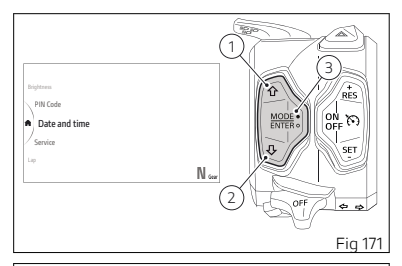 1
3
2
Brightness
PIN Code
Date and time
Service
Lap
N Gear
MODE
ENTER
+
RES
ON
OFF
SET
-
OFF
Fig 171